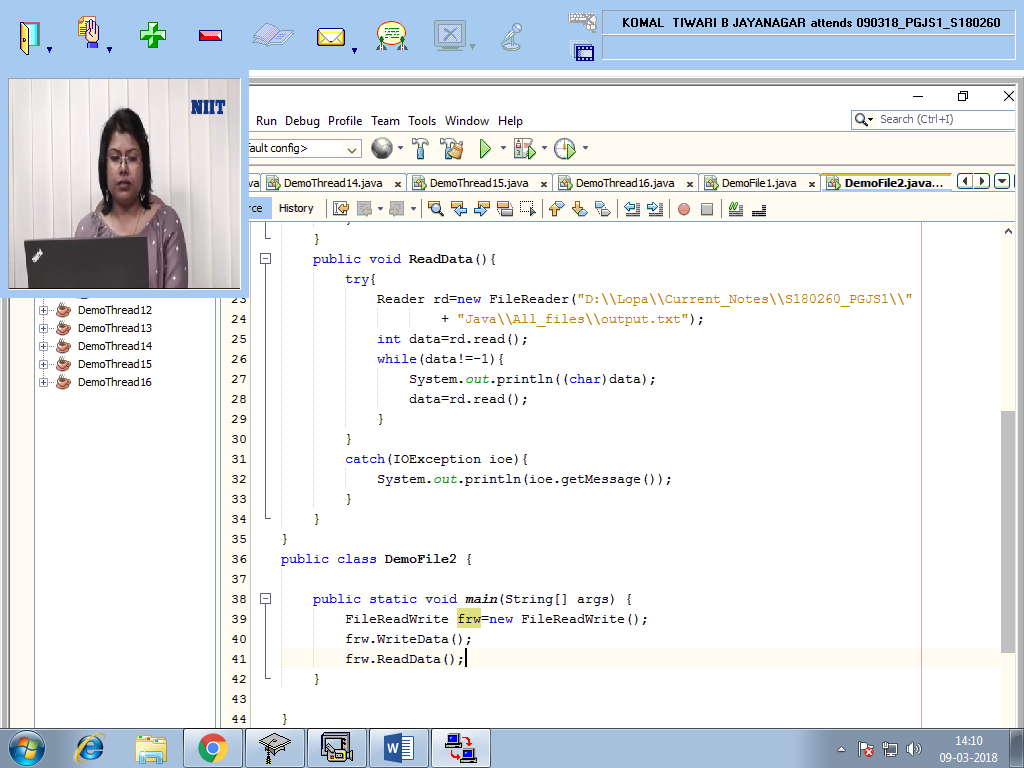 KOMAL TIWARI B JAYANAGAR attends 090318_PGJS1_S180260
NIIT
Run Debug Profile Team Tools Window Help
Search (Ctrl+I)
fault config>
DemoThread14.java x DemoThread15.java x DemoThread16.java x DemoFile1.java x DemoFile2.java...
rce History
}
public void ReadData(){
try{
23 Reader rd=new FileReader("D:\\Lopa\\Current_Notes\\S180260_PGJS1\\"
24 + "Java\\All_files\\output.txt");
25 int data=rd.read();
26 while(data!=-1){
27 System.out.println((char)data);
28 data=rd.read();
29 }
30 }
31 catch(IOException ioe){
32 System.out.println(ioe.getMessage());
33 }
34 }
35 }
36 public class DemoFile2 {
37
38 public static void main(String[] args) {
39 FileReadWrite frw=new FileReadWrite();
40 frw.WriteData();
41 frw.ReadData();
42 }
43
44 }
DemoThread12
DemoThread13
DemoThread14
DemoThread15
DemoThread16
14:10
09-03-2018